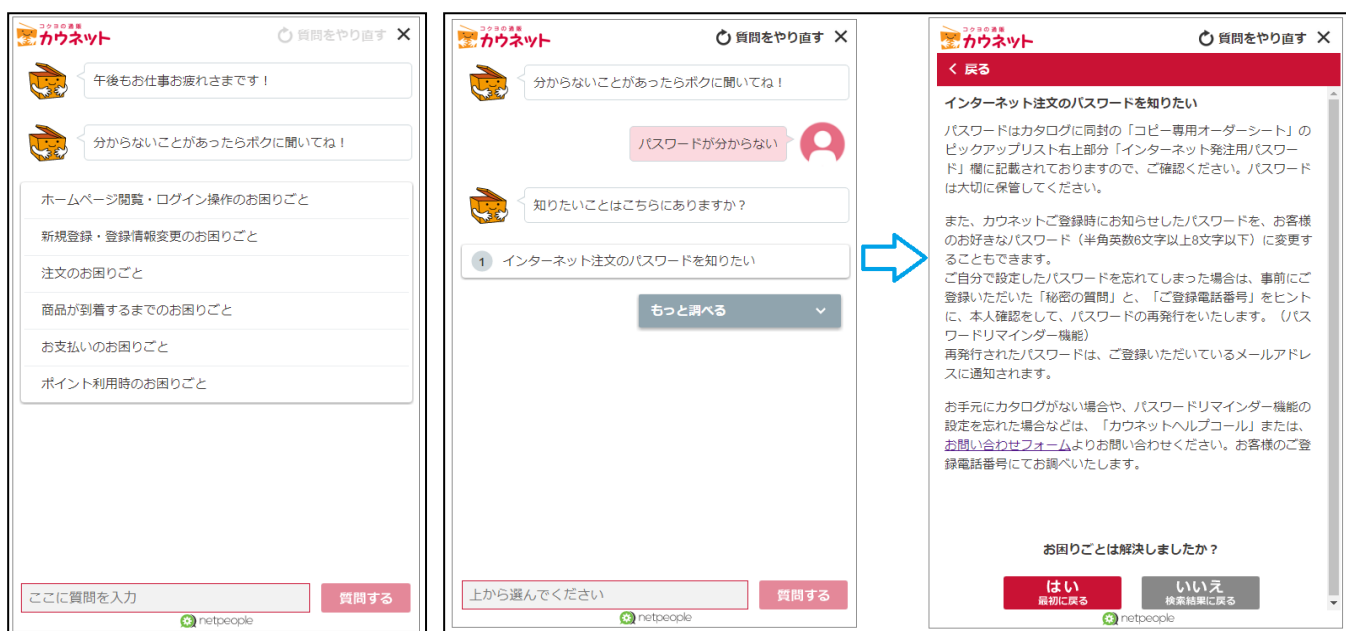 コクヨの通販
カウネット
質問をやり直す ×
午後もお仕事お疲れさまです！
分からないことがあったらボクに聞いてね！
ホームページ閲覧・ログイン操作のお困りごと
新規登録・登録情報変更のお困りごと
注文のお困りごと
商品が到着するまでのお困りごと
お支払いのお困りごと
ポイント利用時のお困りごと
ここに質問を入力
質問する
netpeople
コクヨの通販
カウネット
質問をやり直す ×
分からないことがあったらボクに聞いてね！
パスワードが分からない
知りたいことはこちらにありますか？
1 インターネット注文のパスワードを知りたい
もっと調べる
上から選んでください
質問する
netpeople
コクヨの通販
カウネット
質問をやり直す ×
戻る
インターネット注文のパスワードを知りたい
パスワードはカタログに同封の「コピー専用オーダーシート」の
ピックアップリスト右上部分「インターネット発注用パスワー
ド」欄に記載されておりますので、ご確認ください。パスワード
は大切に保管してください。
また、カウネットご登録時にお知らせしたパスワードを、お客様
のお好きなパスワード（半角英数6文字以上8文字以下）に変更す
ることもできます。
ご自分で設定したパスワードを忘れてしまった場合は、事前にご
登録いただいた「秘密の質問」と、「ご登録電話番号」をヒント
に、本人確認をして、パスワードの再発行をいたします。（パス
ワードリマインダー機能）
再発行されたパスワードは、ご登録いただいているメールアドレ
スに通知されます。
お手元にカタログがない場合や、パスワードリマインダー機能の
設定を忘れた場合などは、「カウネットヘルプコール」または、
お問い合わせフォームよりお問い合わせください。お客様のご登
録電話番号にてお調べいたします。
お困りごとは解決しましたか？
はい
最初に戻る
いいえ
検索結果に戻る
netpeople